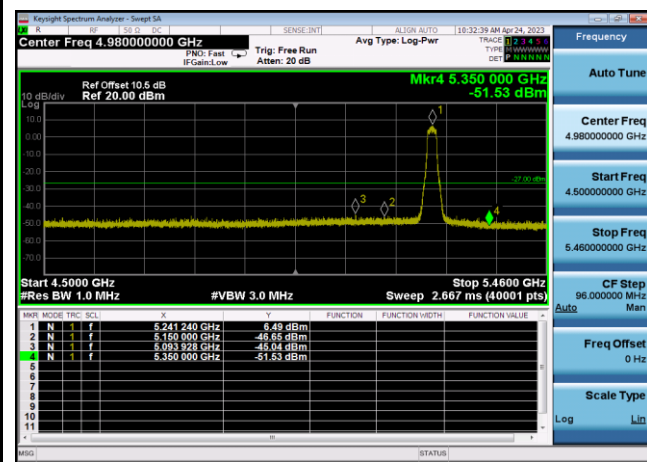 Keysight Spectrum Analyzer - Swept SA
R RF 50 Ω DC SENSE:INT ALIGN AUTO 10:32:39 AM Apr 24, 2023
Center Freq 4.980000000 GHz
PNO: Fast
IFGain:Low
Trig: Free Run
Atten: 20 dB
Avg Type: Log-Pwr
TRACE 1 2 3 4 5 6
TYPE M W W W W W
DET P N N N N N
Ref Offset 10.5 dB
Ref 20.00 dBm
10 dB/div
Log
Mkr4 5.350 000 GHz
-51.53 dBm
10.0
0.00
-10.0
-20.0
-30.0
-40.0
-50.0
-60.0
-70.0
1
-27.00 dBm
3
2
4
Start 4.5000 GHz
Stop 5.4600 GHz
#Res BW 1.0 MHz
#VBW 3.0 MHz
Sweep 2.667 ms (40001 pts)
MKR MODE TRC SCL X Y FUNCTION FUNCTION WIDTH FUNCTION VALUE
1 N 1 f 5.241 240 GHz 6.49 dBm
2 N 1 f 5.150 000 GHz -46.65 dBm
3 N 1 f 5.093 928 GHz -45.04 dBm
4 N 1 f 5.350 000 GHz -51.53 dBm
5
6
7
8
9
10
11
MSG
STATUS
Frequency
Auto Tune
Center Freq
4.980000000 GHz
Start Freq
4.500000000 GHz
Stop Freq
5.460000000 GHz
CF Step
96.000000 MHz
Auto Man
Freq Offset
0 Hz
Scale Type
Log Lin